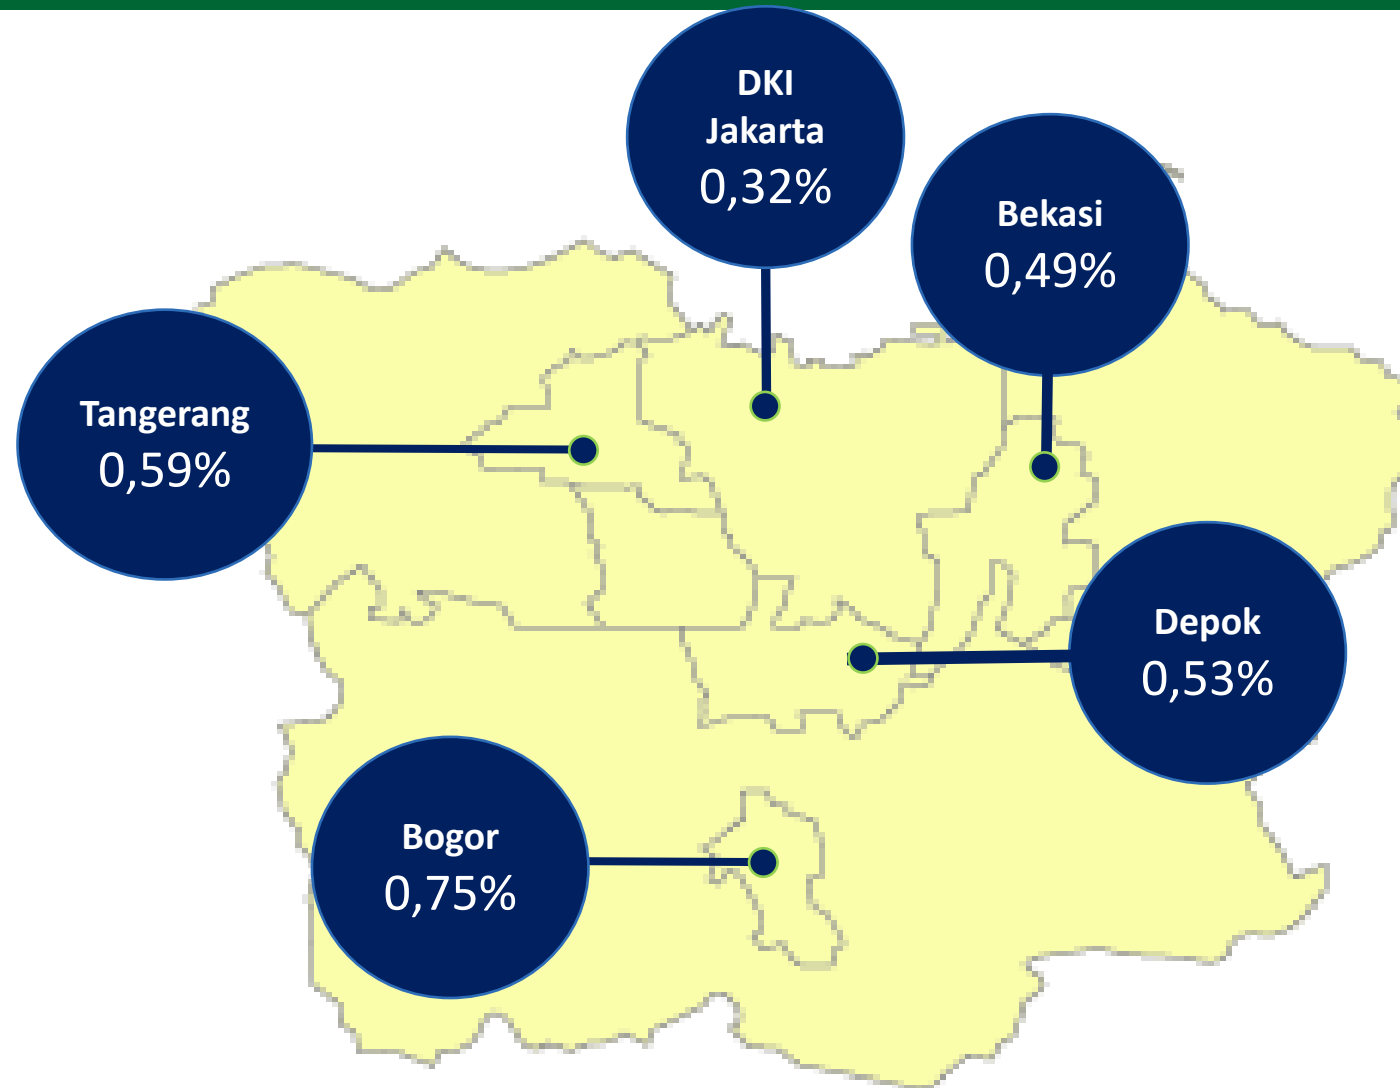 DKI
Jakarta
0,32%
Bekasi
0,49%
Tangerang
0,59%
Depok
0,53%
Bogor
0,75%